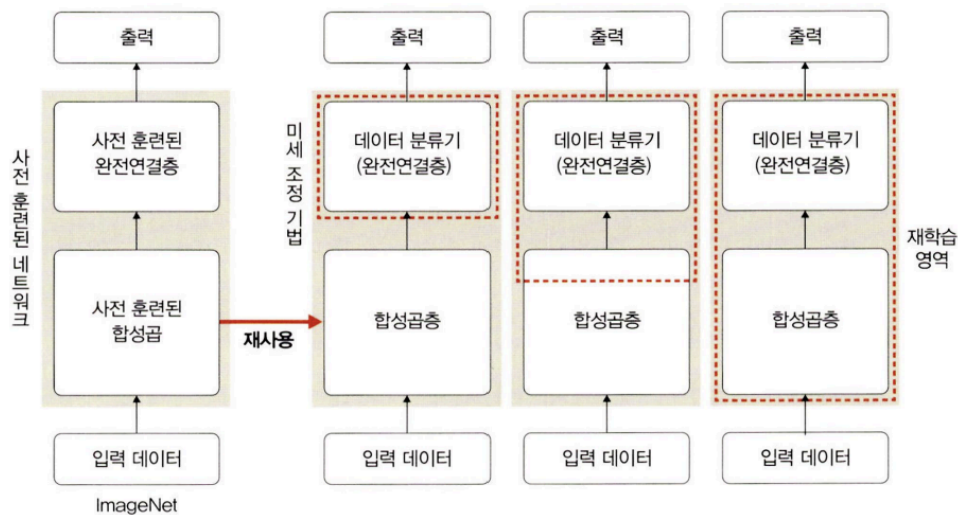 출력
출력
출력
출력
사전 훈련된 네트워크
사전 훈련된
완전연결층
미세 조정 기법
데이터 분류기
(완전연결층)
데이터 분류기
(완전연결층)
데이터 분류기
(완전연결층)
재학습
영역
사전 훈련된
합성곱
재사용
합성곱층
합성곱층
합성곱층
입력 데이터
입력 데이터
입력 데이터
입력 데이터
ImageNet